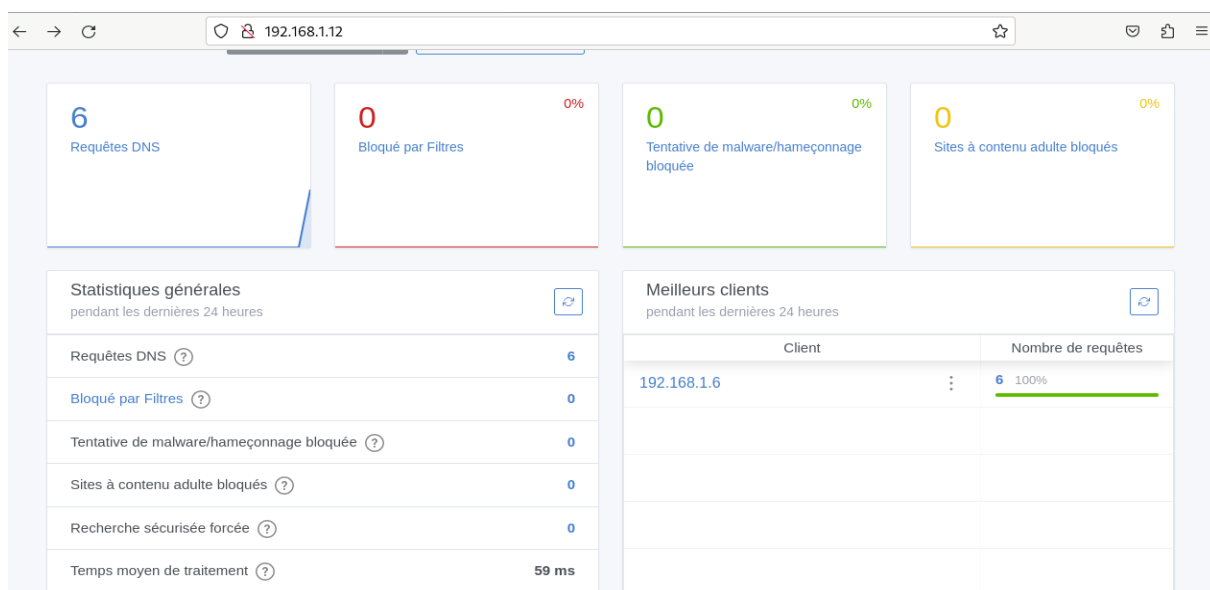 192.168.1.12
6
Requêtes DNS
0%
0
Bloqué par Filtres
0%
0
Tentative de malware/hameçonnage
bloquée
0%
0
Sites à contenu adulte bloqués
Statistiques générales
pendant les dernières 24 heures
Requêtes DNS ? 6
Bloqué par Filtres ? 0
Tentative de malware/hameçonnage bloquée ? 0
Sites à contenu adulte bloqués ? 0
Recherche sécurisée forcée ? 0
Temps moyen de traitement ? 59 ms
Meilleurs clients
pendant les dernières 24 heures
Client Nombre de requêtes
192.168.1.6 6 100%